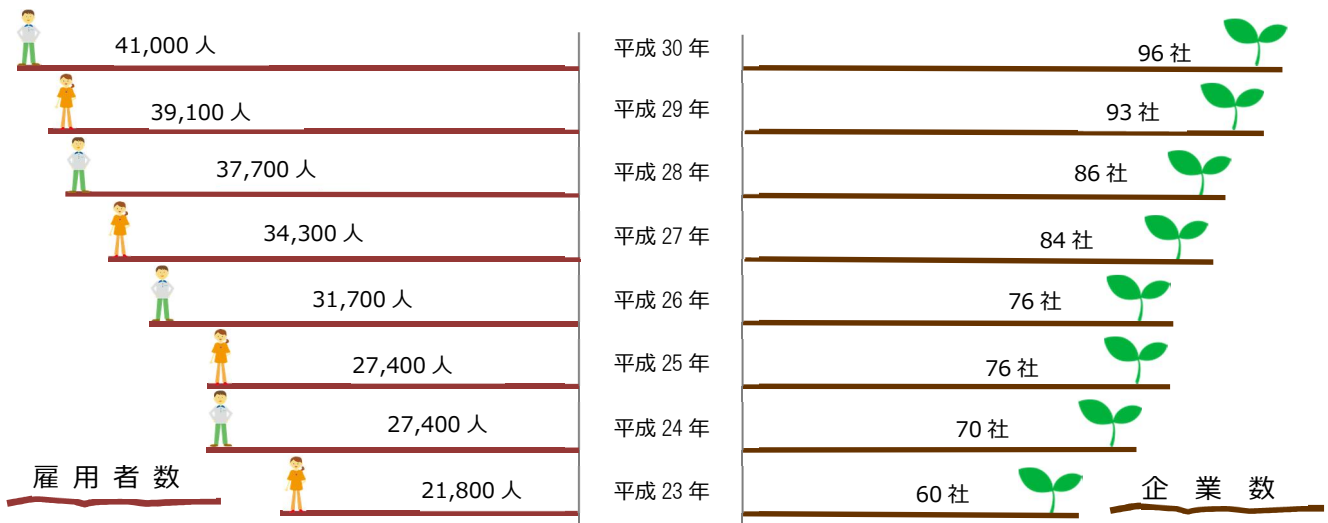 41,000 人 平成 30 年 96 社
39,100 人 平成 29 年 93 社
37,700 人 平成 28 年 86 社
34,300 人 平成 27 年 84 社
31,700 人 平成 26 年 76 社
27,400 人 平成 25 年 76 社
27,400 人 平成 24 年 70 社
雇用者数 21,800 人 平成 23 年 60 社 企業数